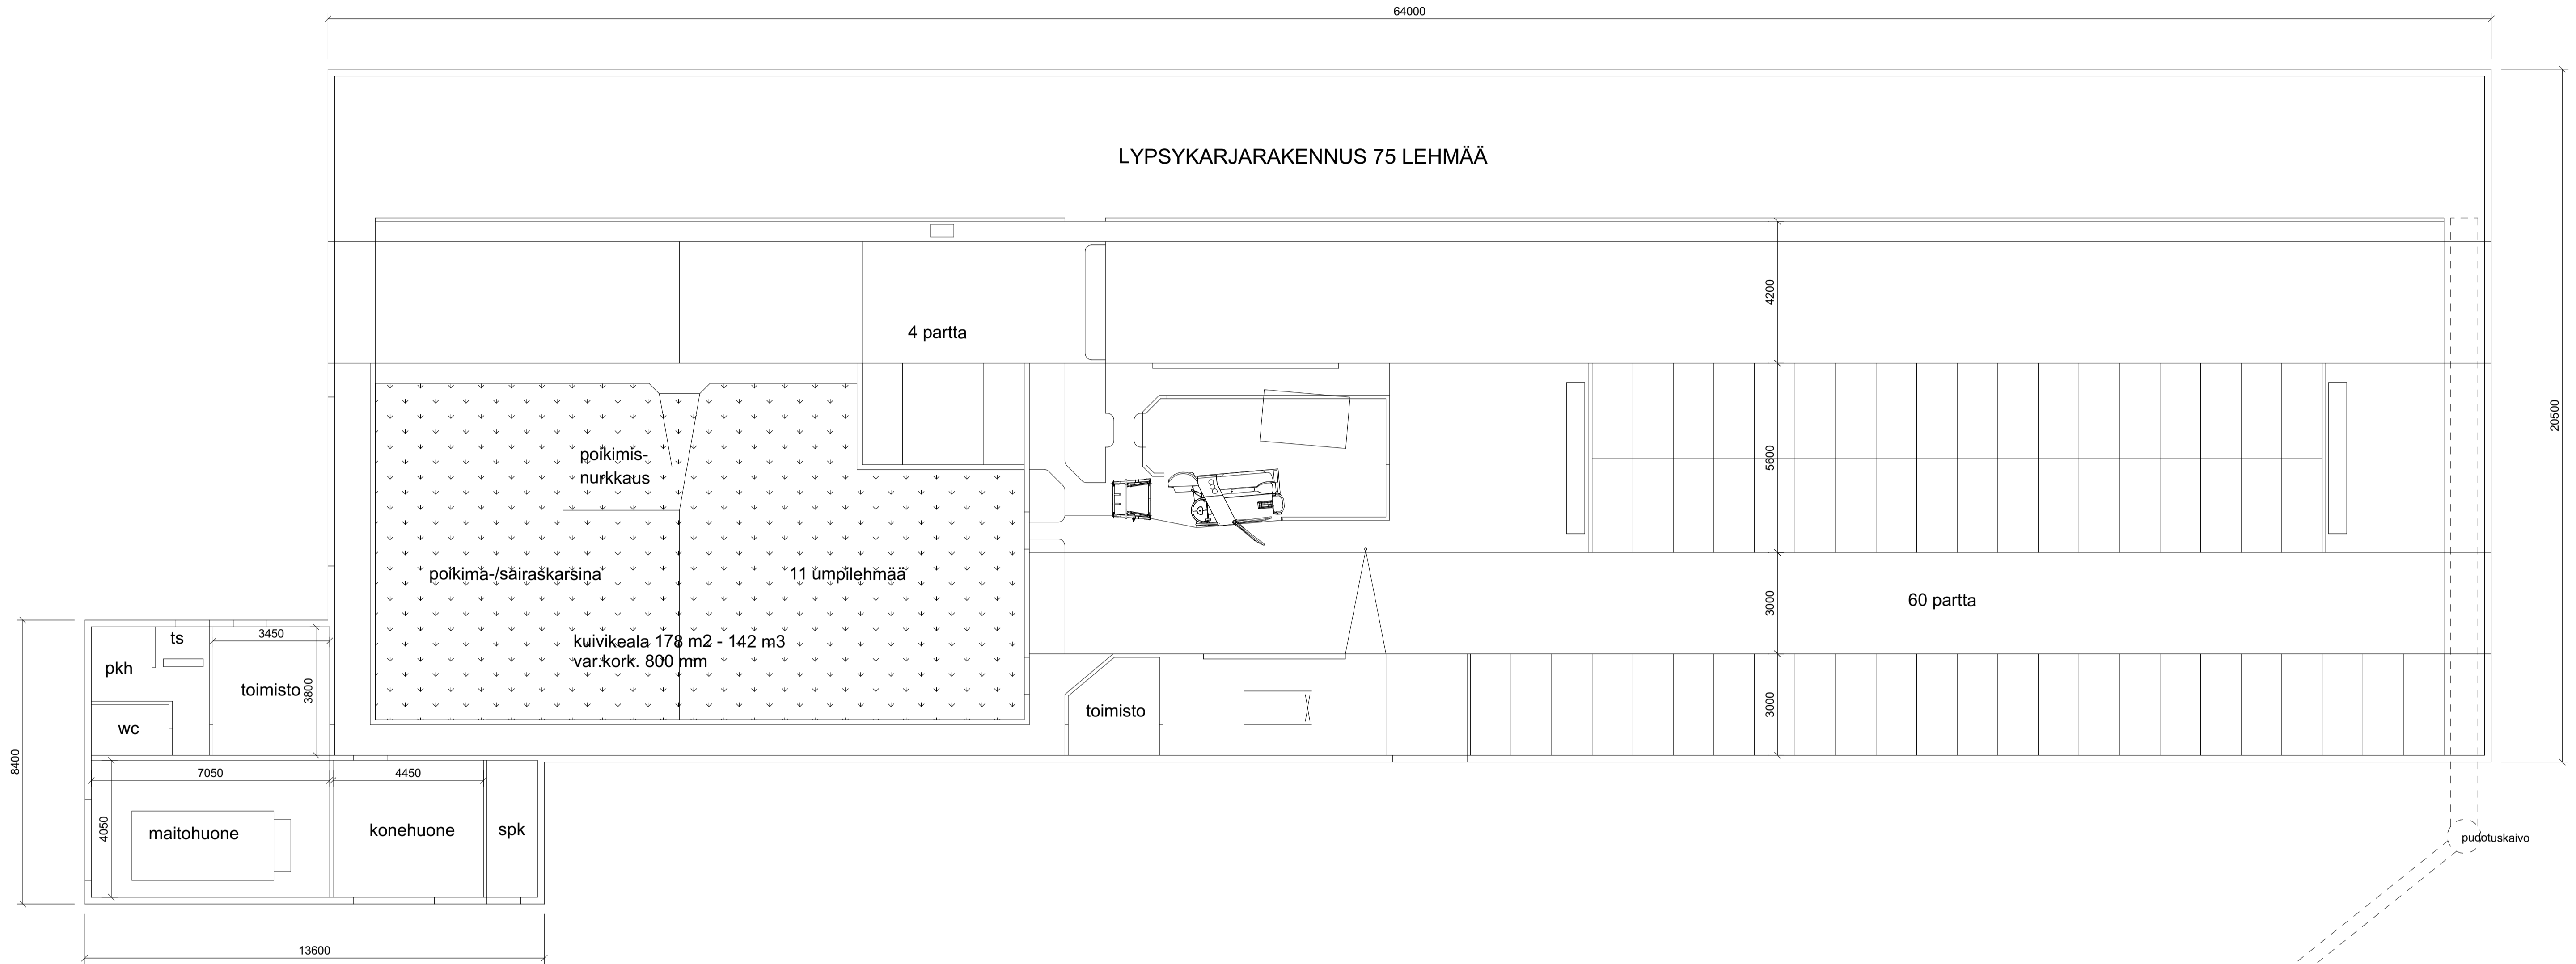 64000
LYPSYKARJARAKENNUS 75 LEHMÄÄ
4200
4 partta
20500
5600
poikimis-
nurkkaus
poikima-/sairaskarsina
11 umpilehmää
3000
60 partta
kuivikeala 178 m2 - 142 m3
var.kork. 800 mm
ts
3450
pkh
toimisto
3800
wc
toimisto
3000
8400
7050
4450
4050
maitohuone
konehuone
spk
pudotuskaivo
13600